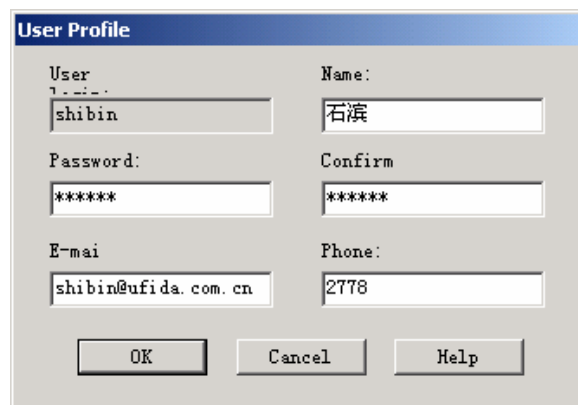 User Profile
User
Name:
shibin
石滨
Password:
Confirm
******
******
E-mai
Phone:
shibin@ufida.com.cn
2778
OK
Cancel
Help